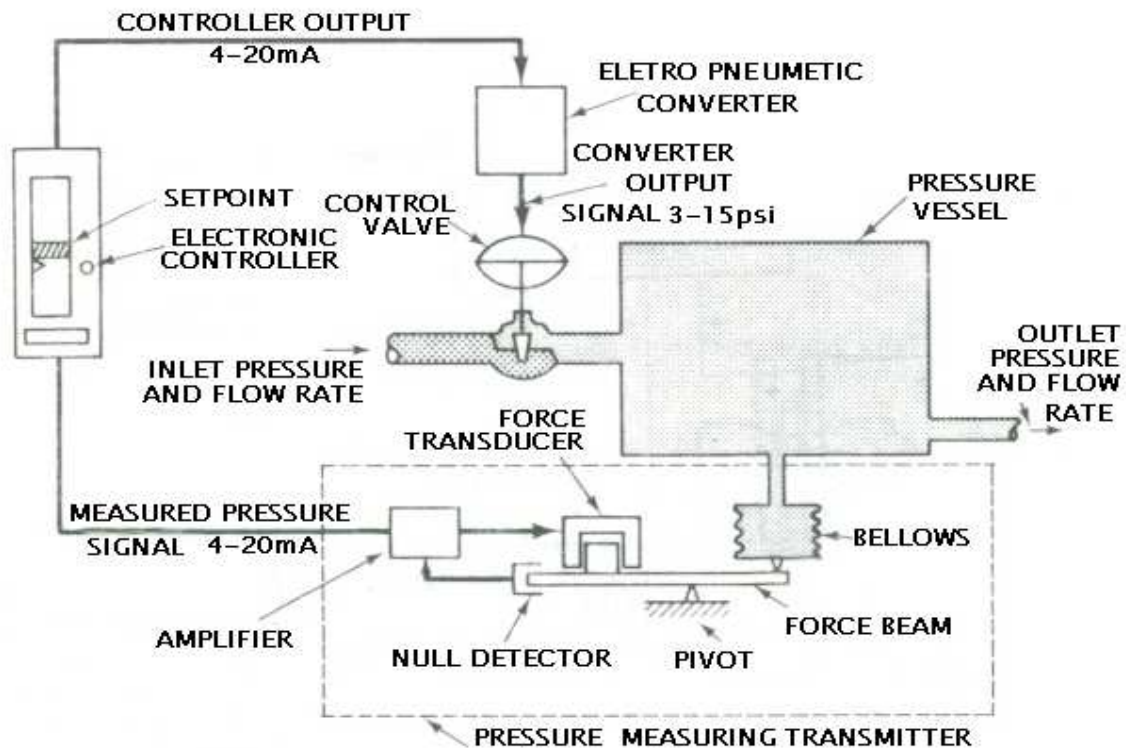 CONTROLLER OUTPUT
4-20mA
ELETRO PNEUMETIC
CONVERTER
CONVERTER
OUTPUT
SIGNAL 3-15psi
SETPOINT
ELECTRONIC
CONTROLLER
CONTROL
VALVE
PRESSURE
VESSEL
INLET PRESSURE
AND FLOW RATE
OUTLET
PRESSURE
AND FLOW
RATE
FORCE
TRANSDUCER
MEASURED PRESSURE
SIGNAL 4-20mA
BELLOWS
AMPLIFIER
NULL DETECTOR
PIVOT
FORCE BEAM
PRESSURE MEASURING TRANSMITTER